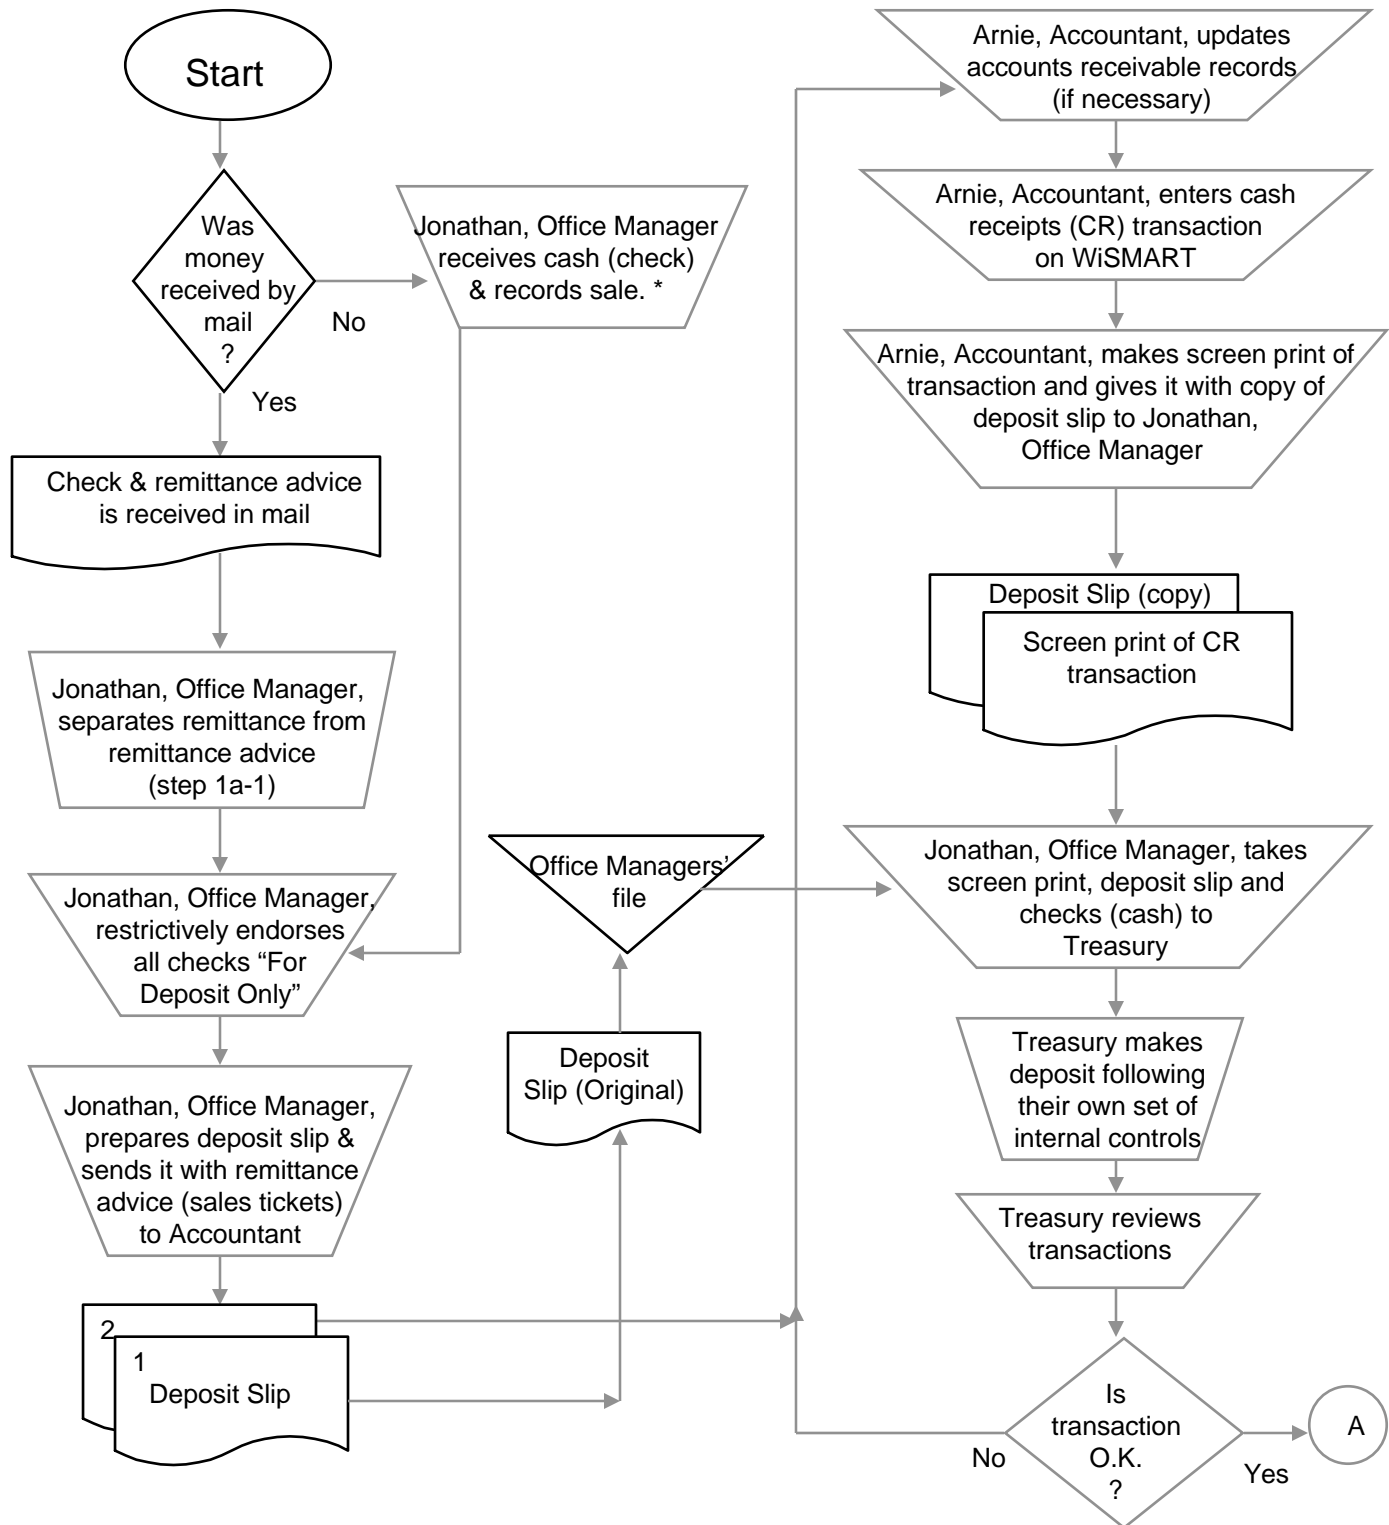 Start
Was
money
received by
mail
?
No
Yes
Jonathan, Office Manager
receives cash (check)
& records sale. *
Check & remittance advice
is received in mail
Jonathan, Office Manager,
separates remittance from
remittance advice
(step 1a-1)
Jonathan, Office Manager,
restrictively endorses
all checks “For
Deposit Only”
Jonathan, Office Manager,
prepares deposit slip &
sends it with remittance
advice (sales tickets)
to Accountant
2
1
Deposit Slip
Deposit
Slip (Original)
Office Managers’
file
Arnie, Accountant, updates
accounts receivable records
(if necessary)
Arnie, Accountant, enters cash
receipts (CR) transaction
on WiSMART
Arnie, Accountant, makes screen print of
transaction and gives it with copy of
deposit slip to Jonathan,
Office Manager
Deposit Slip (copy)
Screen print of CR
transaction
Jonathan, Office Manager, takes
screen print, deposit slip and
checks (cash) to
Treasury
Treasury makes
deposit following
their own set of
internal controls
Treasury reviews
transactions
Is
transaction
O.K.
?
No
Yes
A